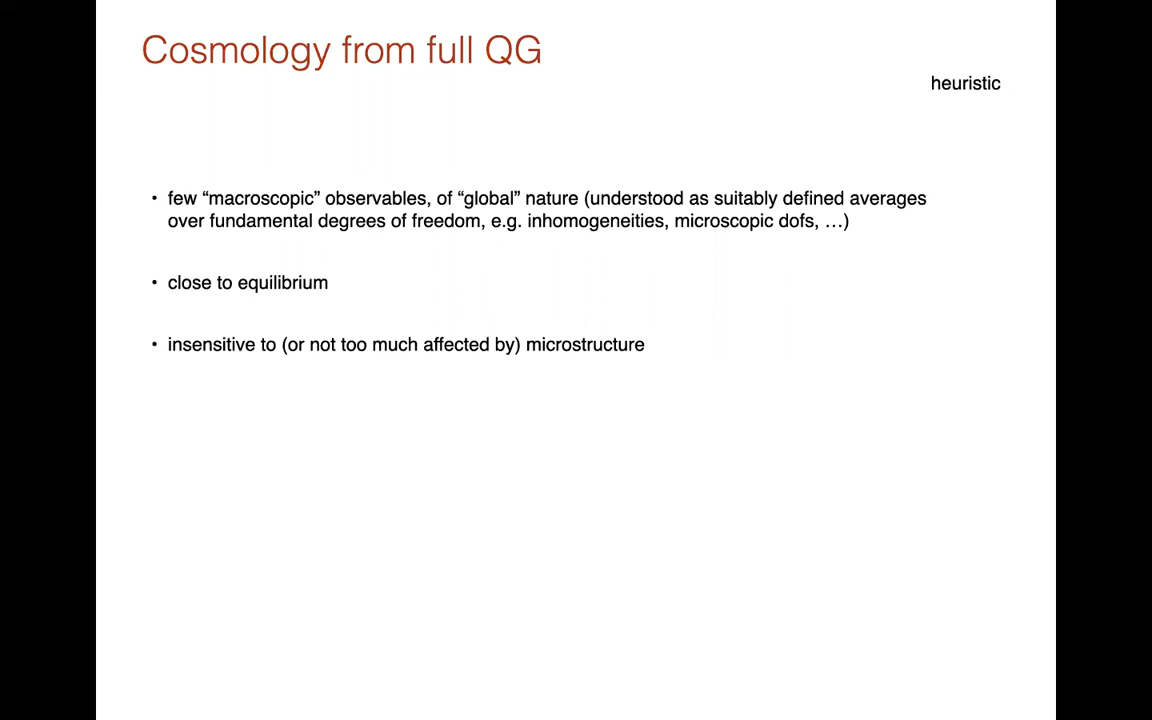 Cosmology from full QG
heuristic
• few “macroscopic” observables, of “global” nature (understood as suitably defined averages
over fundamental degrees of freedom, e.g. inhomogeneities, microscopic dofs, …)
• close to equilibrium
• insensitive to (or not too much affected by) microstructure